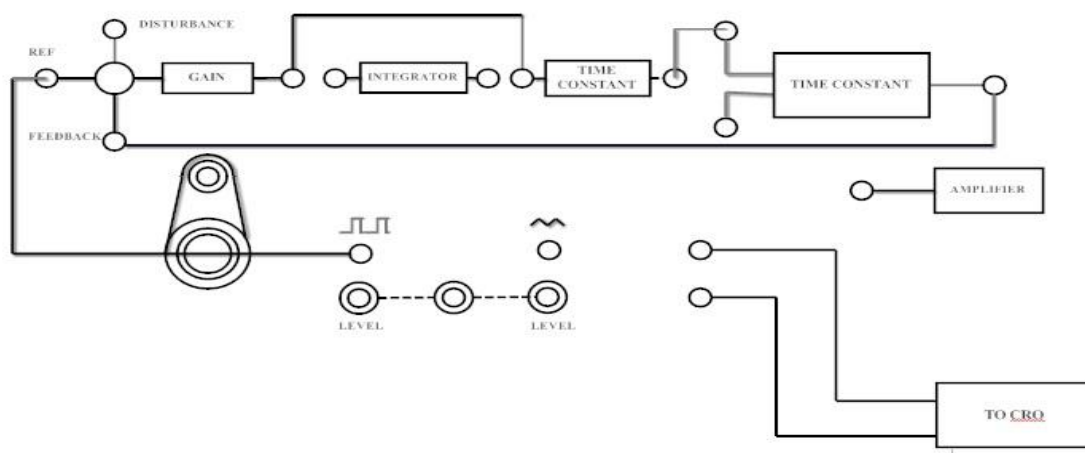 DISTURBANCE
REF
GAIN
INTEGRATOR
TIME
CONSTANT
TIME CONSTANT
FEEDBACK
AMPLIFIER
LEVEL
LEVEL
TO CRO